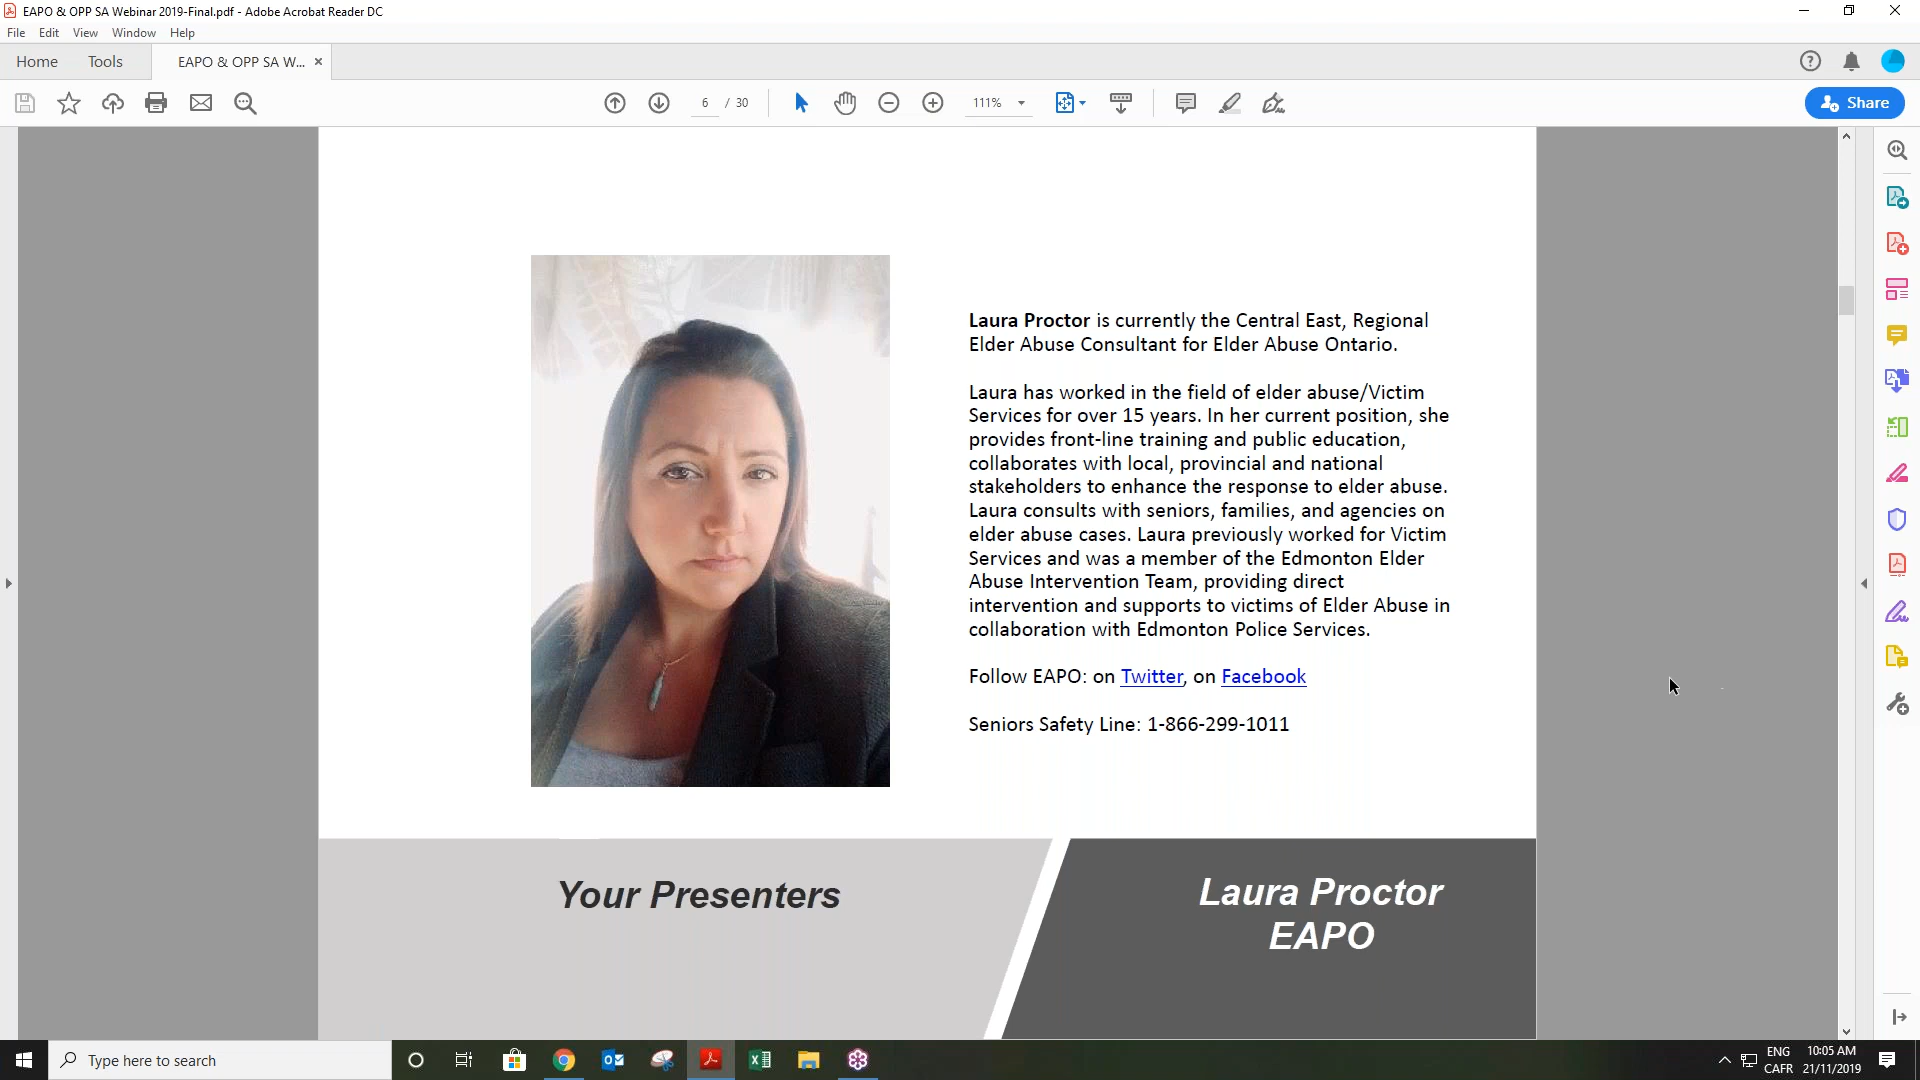 EAPO & OPP SA Webinar 2019-Final.pdf - Adobe Acrobat Reader DC
File Edit View Window Help
Home Tools EAPO & OPP SA W...
6 / 30 111% Share
Laura Proctor is currently the Central East, Regional
Elder Abuse Consultant for Elder Abuse Ontario.
Laura has worked in the field of elder abuse/Victim
Services for over 15 years. In her current position, she
provides front-line training and public education,
collaborates with local, provincial and national
stakeholders to enhance the response to elder abuse.
Laura consults with seniors, families, and agencies on
elder abuse cases. Laura previously worked for Victim
Services and was a member of the Edmonton Elder
Abuse Intervention Team, providing direct
intervention and supports to victims of Elder Abuse in
collaboration with Edmonton Police Services.
Follow EAPO: on Twitter, on Facebook
Seniors Safety Line: 1-866-299-1011
Your Presenters
Laura Proctor
EAPO
Type here to search
ENG 10:05 AM
CAFR 21/11/2019